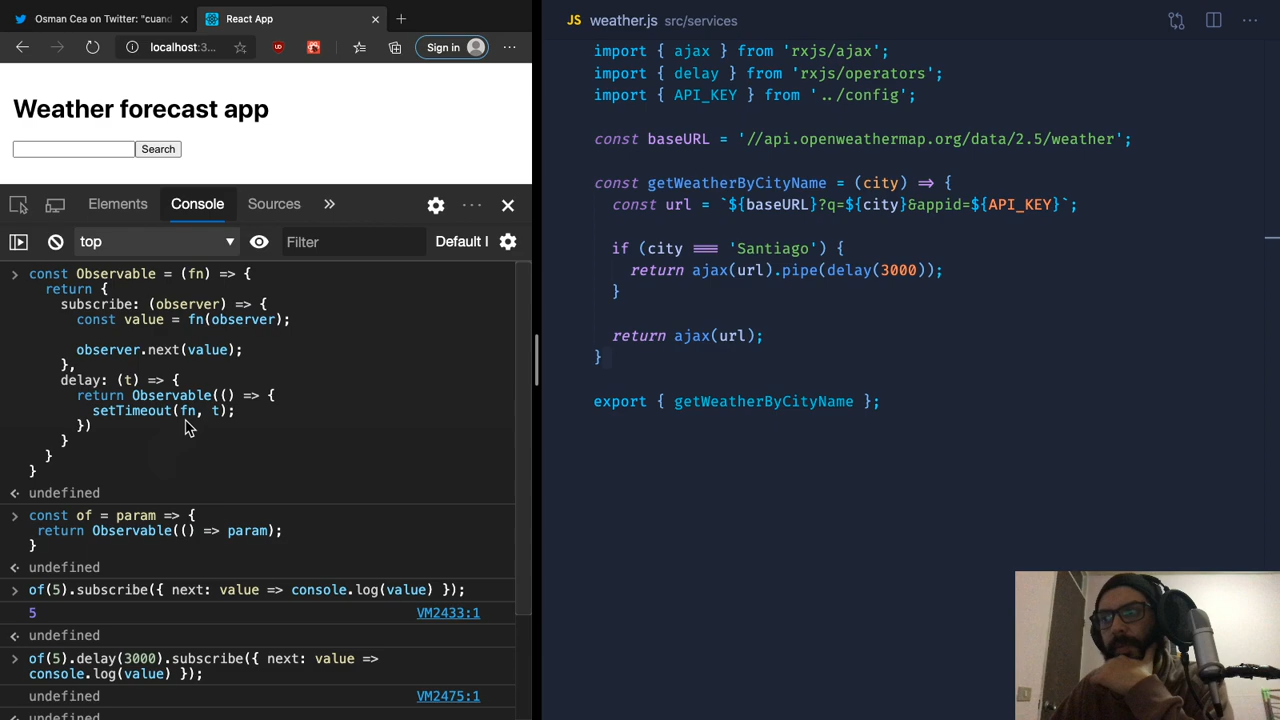 Osman Cea on Twitter: "cuand
React App
localhost:3...
Sign in
Weather forecast app
Search
Elements
Console
Sources
top
Filter
Default l
const Observable = (fn) => {
return {
subscribe: (observer) => {
const value = fn(observer);
observer.next(value);
},
delay: (t) => {
return Observable(() => {
setTimeout(fn, t);
})
}
}
}
undefined
const of = param => {
return Observable(() => param);
}
undefined
of(5).subscribe({ next: value => console.log(value) });
5 VM2433:1
undefined
of(5).delay(3000).subscribe({ next: value =>
console.log(value) });
undefined VM2475:1
undefined
JS weather.js src/services
import { ajax } from 'rxjs/ajax';
import { delay } from 'rxjs/operators';
import { API_KEY } from '../config';
const baseURL = '//api.openweathermap.org/data/2.5/weather';
const getWeatherByCityName = (city) => {
const url = `${baseURL}?q=${city}&appid=${API_KEY}`;
if (city === 'Santiago') {
return ajax(url).pipe(delay(3000));
}
return ajax(url);
}
export { getWeatherByCityName };